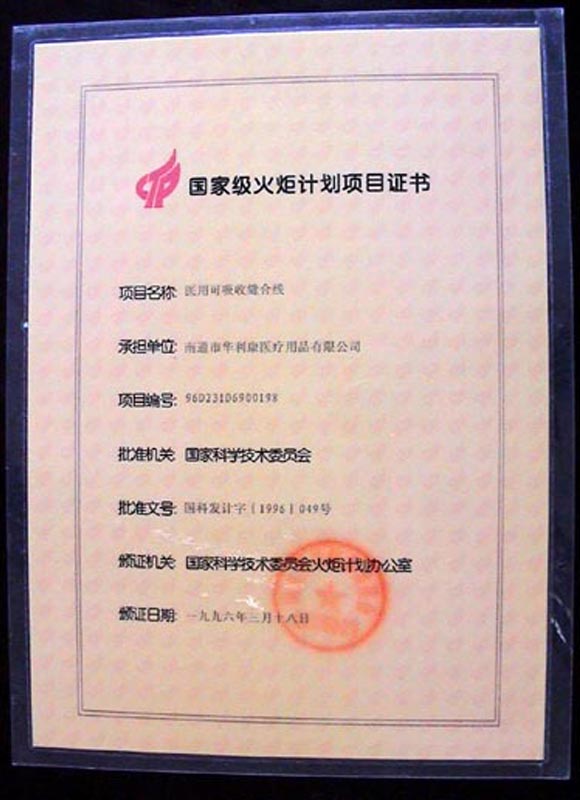 国家级火炬计划项目证书
项目名称: 医用可吸收缝合线
承担单位: 南通市华利康医疗用品有限公司
项目编号: 96D23106900198
批准机关: 国家科学技术委员会
批准文号: 国科发计字[1996]049号
颁证机关: 国家科学技术委员会火炬计划办公室
颁证日期: 一九九六年三月十八日